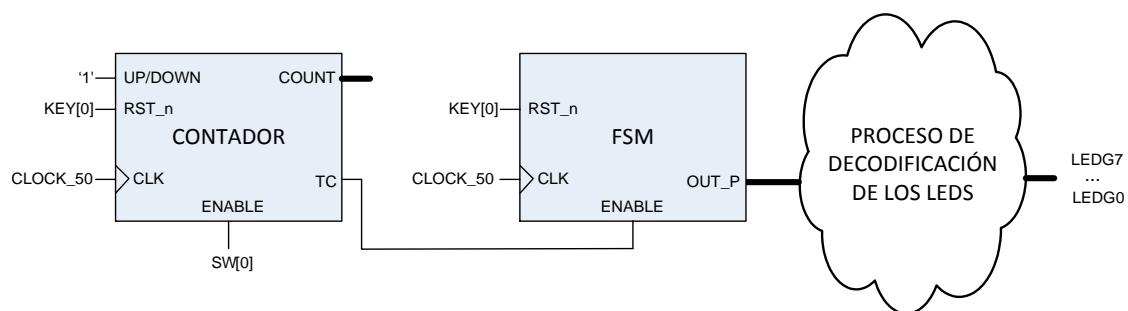 '1'
UP/DOWN
COUNT
KEY[0]
RST_n
CONTADOR
CLOCK_50
CLK
TC
ENABLE
SW[0]
KEY[0]
RST_n
FSM
CLOCK_50
CLK
OUT_P
ENABLE
PROCESO DE
DECODIFICACIÓN
DE LOS LEDS
LEDG7
...
LEDG0